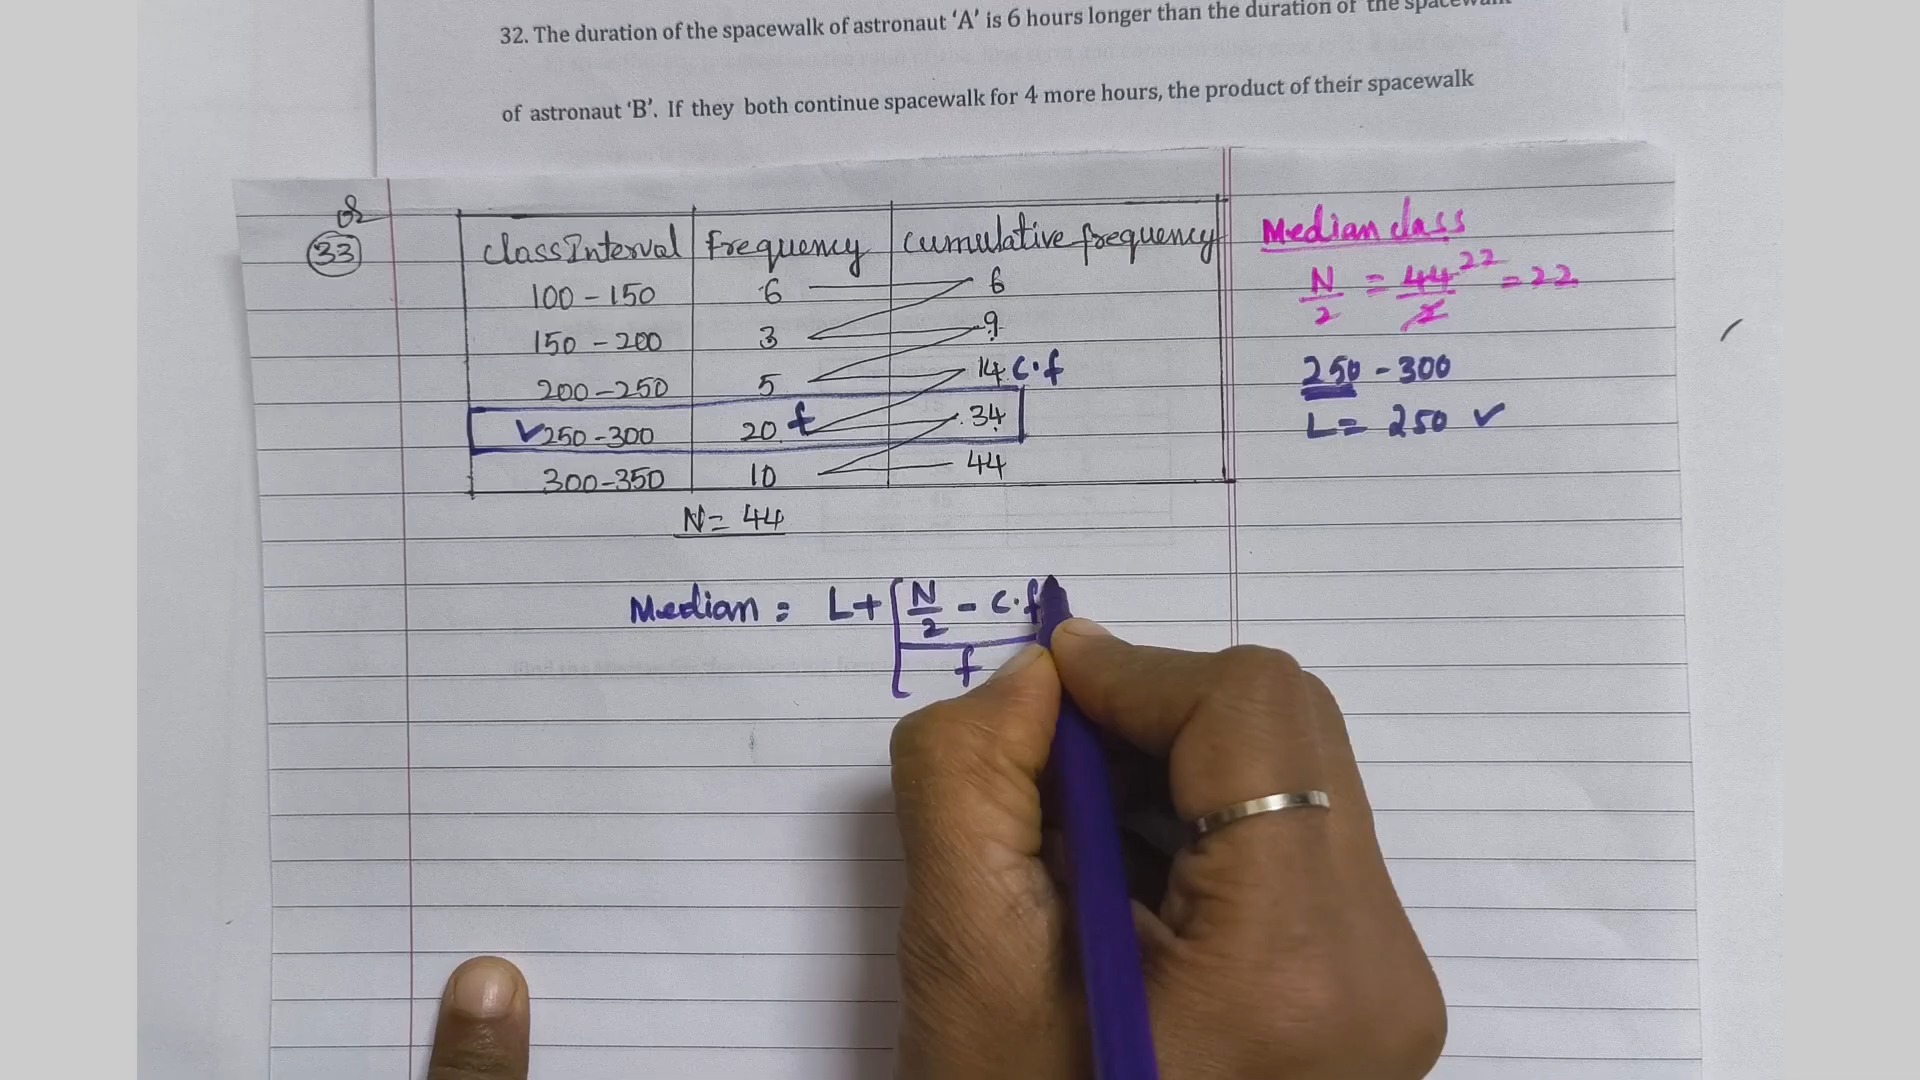 32. The duration of the spacewalk of astronaut ‘A’ is 6 hours longer than the duration of the spacewalk
of astronaut ‘B’. If they both continue spacewalk for 4 more hours, the product of their spacewalk
or
33
Class Interval Frequency Cumulative frequency
100 - 150 6 6
150 - 200 3 9
200 - 250 5 14 c.f
✓250 - 300 20 f 34
300 - 350 10 44
N = 44
Median class
N/2 = 44/2 22 = 22
250 - 300
L = 250 ✓
Median = L + [N/2 - c.f
f